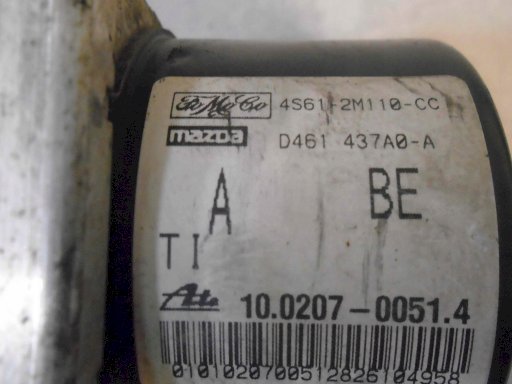 FoMoCo 4S61-2M110-CC
mazda D461 437A0-A
A BE
TI
Ate 10.0207-0051.4
0101020700512826104958